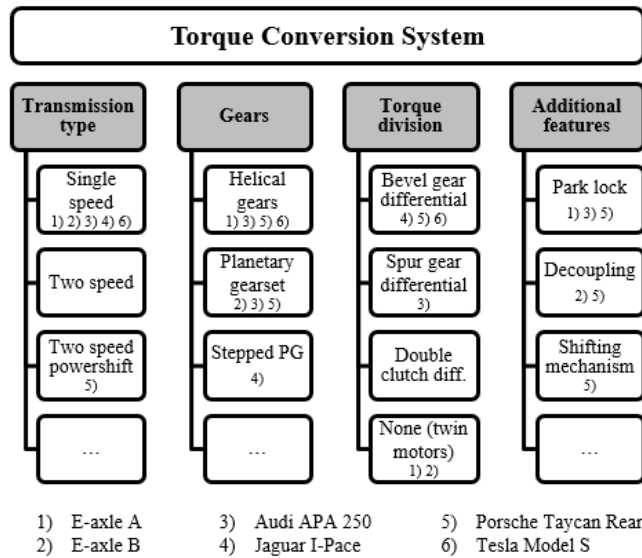 Torque Conversion System
Transmission
type
Single
speed
1) 2) 3) 4) 6)
Two speed
Two speed
powershift
5)
...
Gears
Helical
gears
1) 3) 5) 6)
Planetary
gearset
2) 3) 5)
Stepped PG
4)
...
Torque
division
Bevel gear
differential
4) 5) 6)
Spur gear
differential
3)
Double
clutch diff.
None (twin
motors)
1) 2)
Additional
features
Park lock
1) 3) 5)
Decoupling
2) 5)
Shifting
mechanism
5)
...
1) E-axle A
2) E-axle B
3) Audi APA 250
4) Jaguar I-Pace
5) Porsche Taycan Rear
6) Tesla Model S